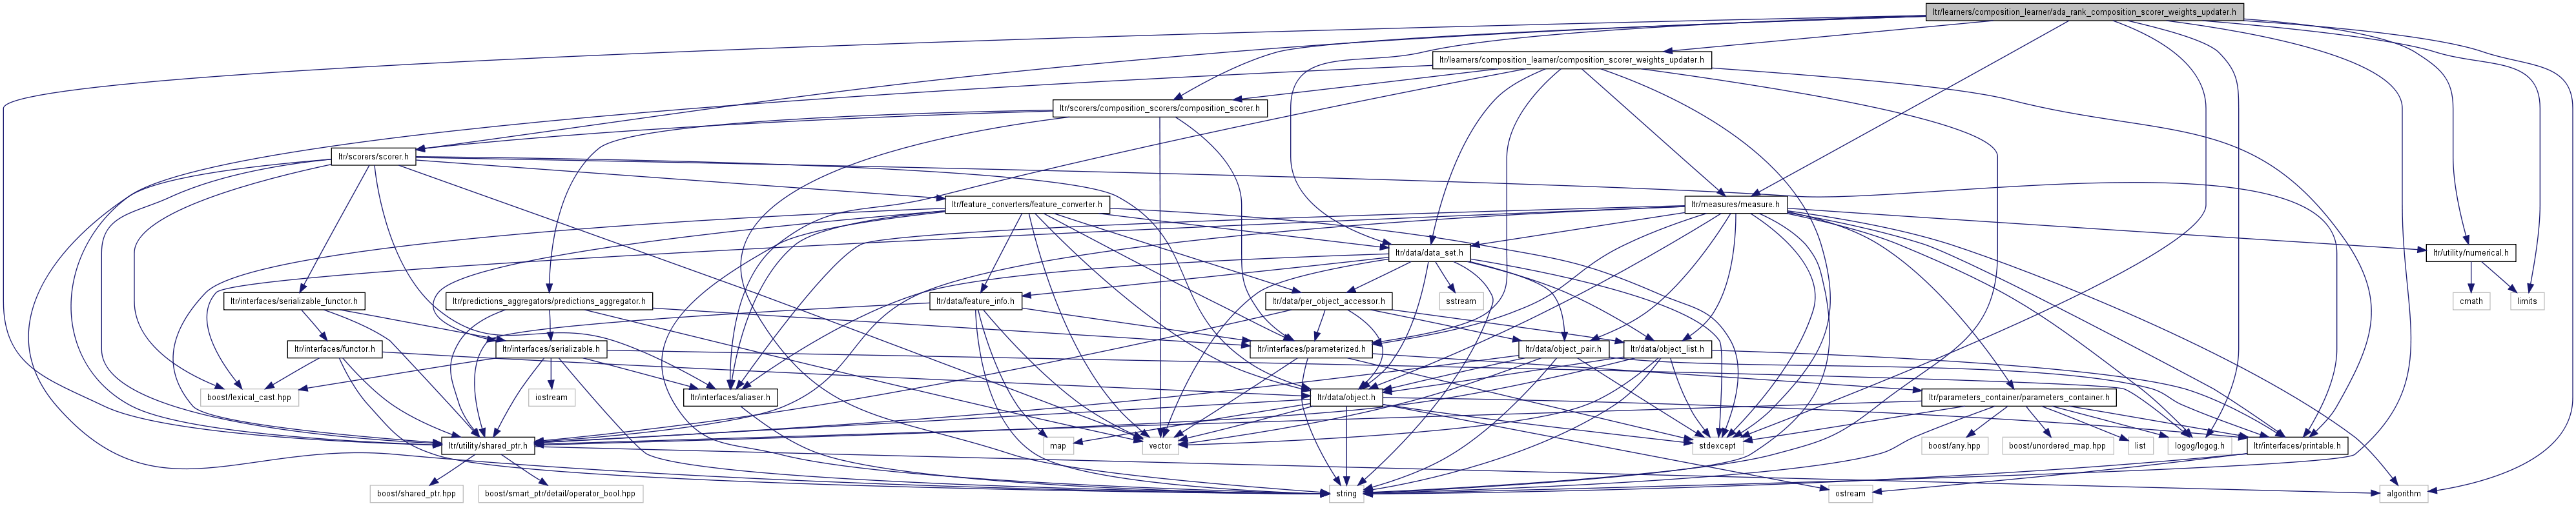 ltr/learners/composition_learner/ada_rank_composition_scorer_weights_updater.h
ltr/learners/composition_learner/composition_scorer_weights_updater.h
ltr/scorers/composition_scorers/composition_scorer.h
ltr/scorers/scorer.h
ltr/feature_converters/feature_converter.h
ltr/measures/measure.h
ltr/data/data_set.h
ltr/utility/numerical.h
ltr/interfaces/serializable_functor.h
ltr/predictions_aggregators/predictions_aggregator.h
ltr/data/feature_info.h
ltr/data/per_object_accessor.h
sstream
cmath
limits
ltr/interfaces/functor.h
ltr/interfaces/serializable.h
ltr/interfaces/parameterized.h
ltr/data/object_pair.h
ltr/data/object_list.h
boost/lexical_cast.hpp
iostream
ltr/interfaces/aliaser.h
ltr/data/object.h
ltr/parameters_container/parameters_container.h
ltr/utility/shared_ptr.h
map
vector
stdexcept
boost/any.hpp
boost/unordered_map.hpp
list
logog/logog.h
ltr/interfaces/printable.h
boost/shared_ptr.hpp
boost/smart_ptr/detail/operator_bool.hpp
string
ostream
algorithm